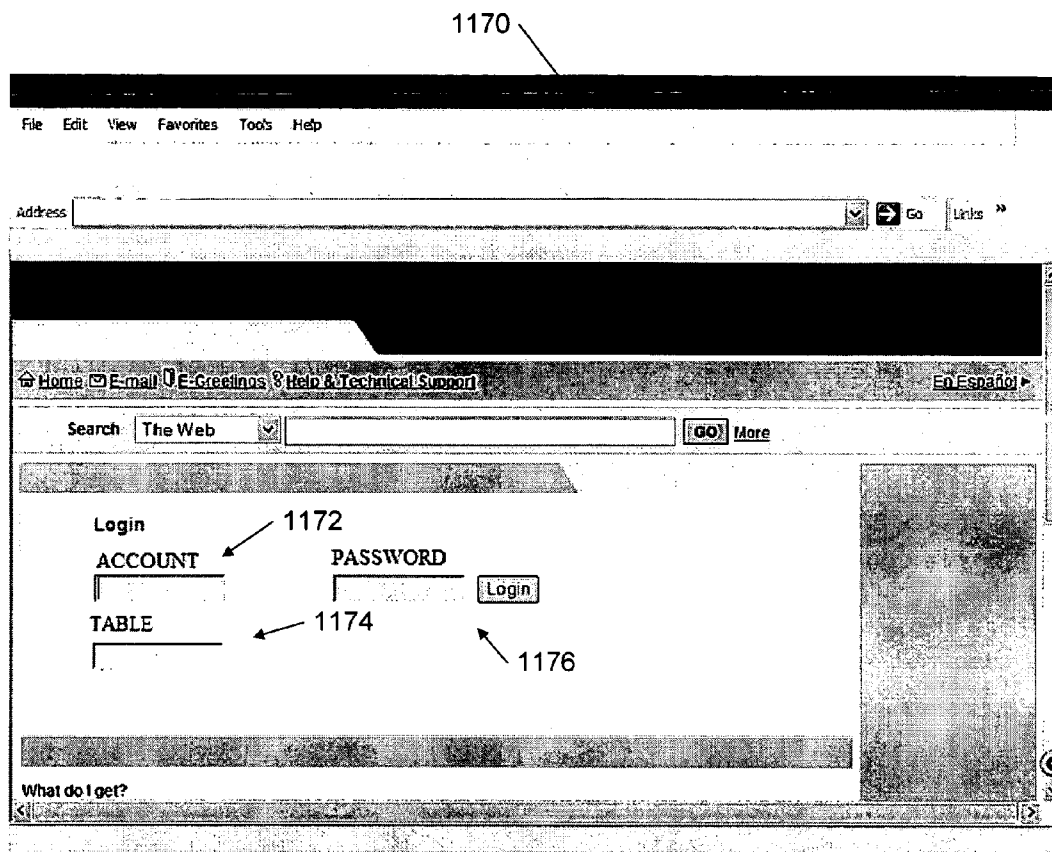 1170
File Edit View Favorites Tools Help
Address Go Links »
Home E-mail E-Greetings Help & Technical Support En Español
Search The Web GO More
Login 1172
ACCOUNT PASSWORD
Login
TABLE 1174
1176
What do I get?